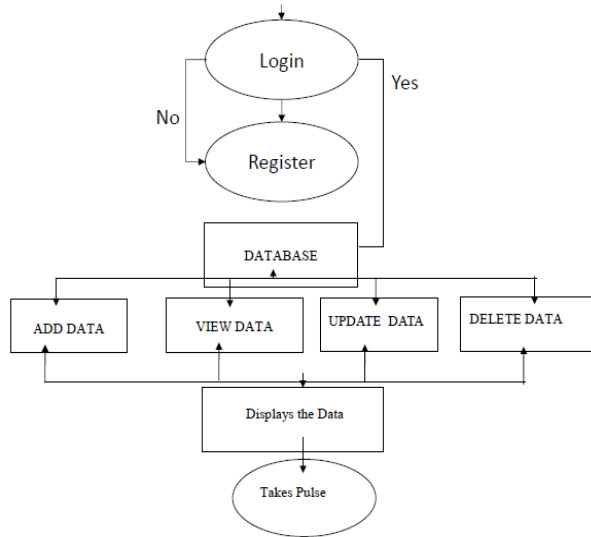 Login
Yes
No
Register
DATABASE
ADD DATA
VIEW DATA
UPDATE DATA
DELETE DATA
Displays the Data
Takes Pulse